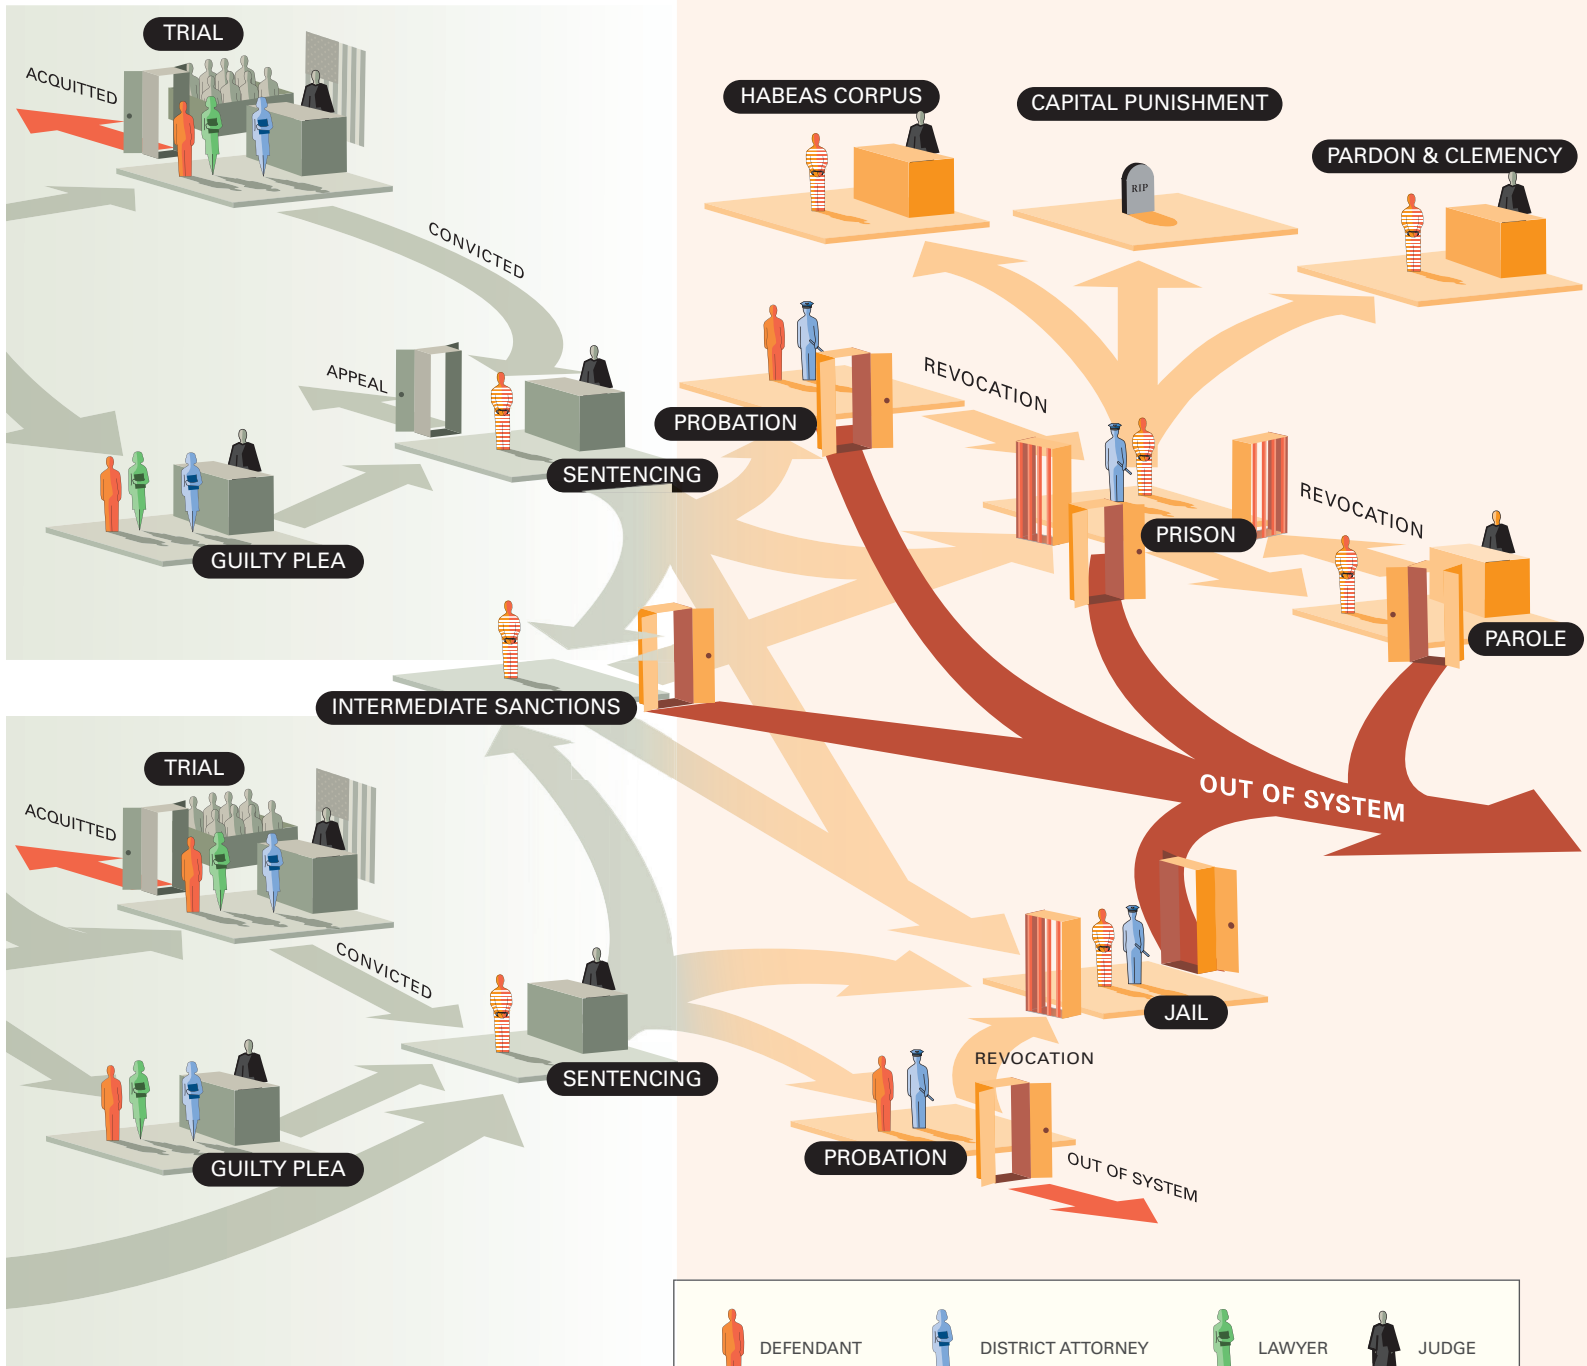 TRIAL
ACQUITTED
CONVICTED
APPEAL
SENTENCING
GUILTY PLEA
HABEAS CORPUS
CAPITAL PUNISHMENT
RIP
PARDON & CLEMENCY
PROBATION
REVOCATION
PRISON
REVOCATION
PAROLE
INTERMEDIATE SANCTIONS
OUT OF SYSTEM
TRIAL
ACQUITTED
CONVICTED
SENTENCING
GUILTY PLEA
JAIL
REVOCATION
PROBATION
OUT OF SYSTEM
DEFENDANT
DISTRICT ATTORNEY
LAWYER
JUDGE